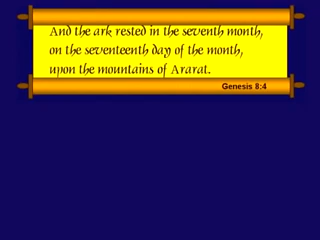 And the ark rested in the seventh month,
on the seventeenth day of the month,
upon the mountains of Ararat.
Genesis 8:4